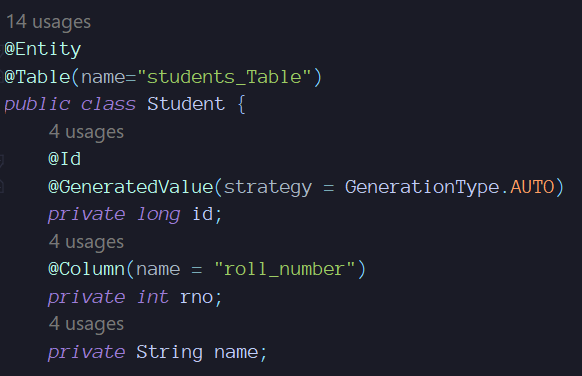 14 usages
@Entity
@Table(name="students_Table")
public class Student {
4 usages
@Id
@GeneratedValue(strategy = GenerationType.AUTO)
private long id;
4 usages
@Column(name = "roll_number")
private int rno;
4 usages
private String name;